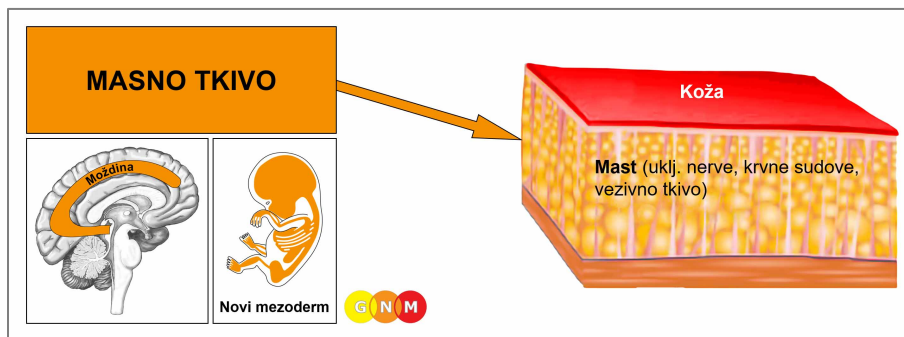 MASNO TKIVO
Koža
Mast (uklj. nerve, krvne sudove,
vezivno tkivo)
Moždina
Novi mezoderm
G N M